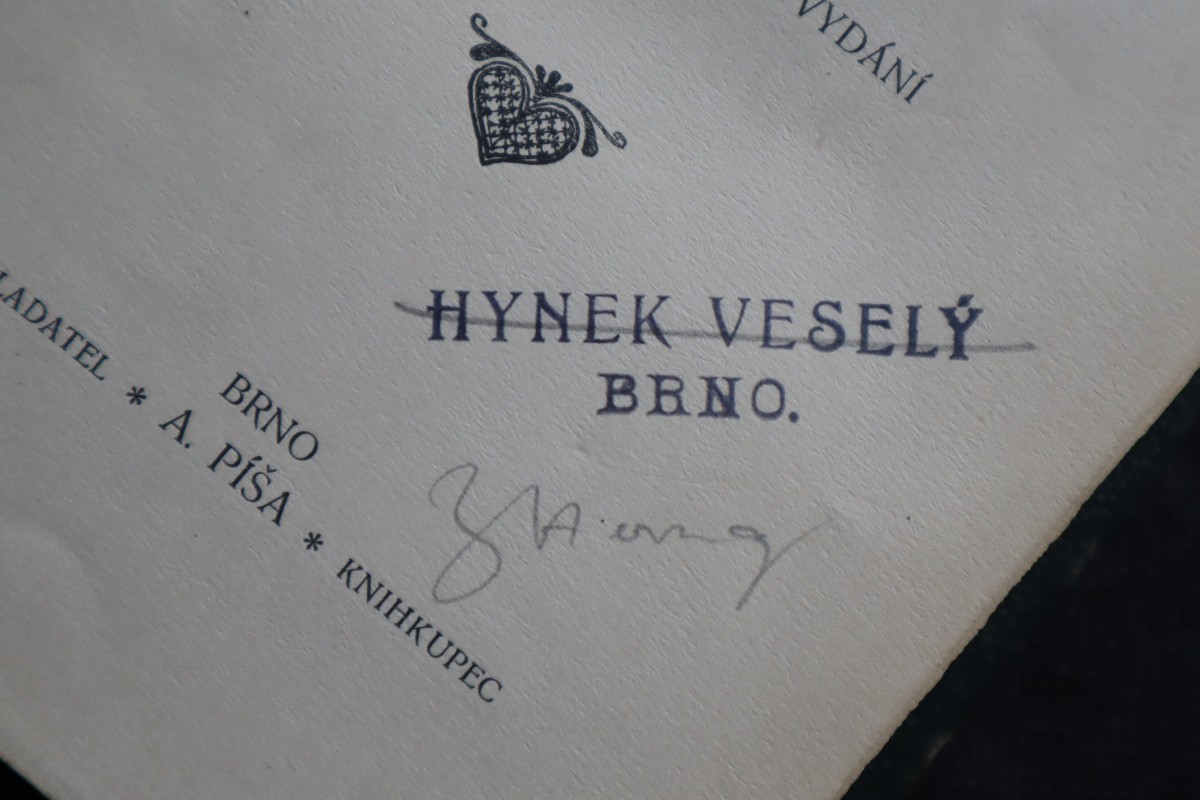 VYDÁNÍ
HYNEK VESELÝ
BRNO.
BRNO
LADATEL * A. PÍŠA * KNIHKUPEC